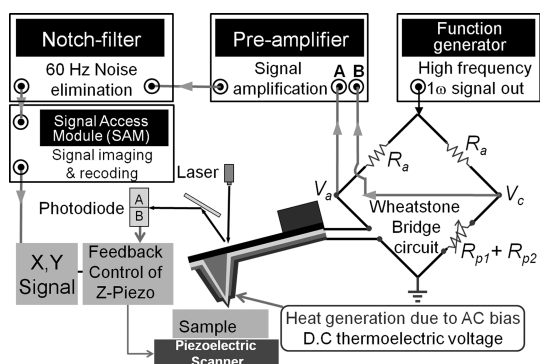 Notch-filter
60 Hz Noise
elimination
Pre-amplifier
Signal
amplification
A B
Function
generator
High frequency
1ω signal out
Signal Access
Module (SAM)
Signal imaging
& recoding
Laser
Photodiode
A
B
Ra
Ra
Va
Vc
Wheatstone
Bridge
circuit
Rp1 + Rp2
X,Y
Signal
Feedback
Control of
Z-Piezo
Heat generation due to AC bias
D.C thermoelectric voltage
Sample
Piezoelectric
Scanner